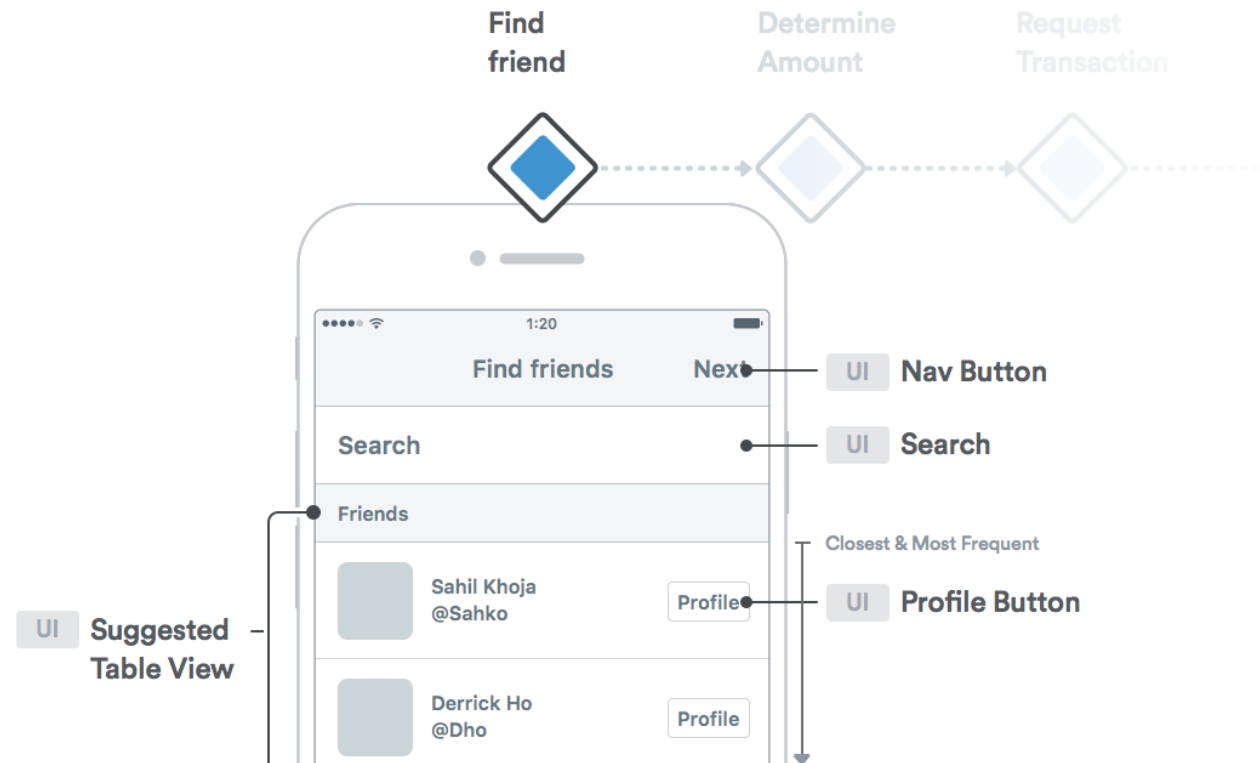 Find
friend
Determine
Amount
Request
Transaction
1:20
Find friends
Next
UI Nav Button
Search
UI Search
Friends
Closest & Most Frequent
Sahil Khoja
@Sahko
Profile
UI Profile Button
UI Suggested
Table View
Derrick Ho
@Dho
Profile